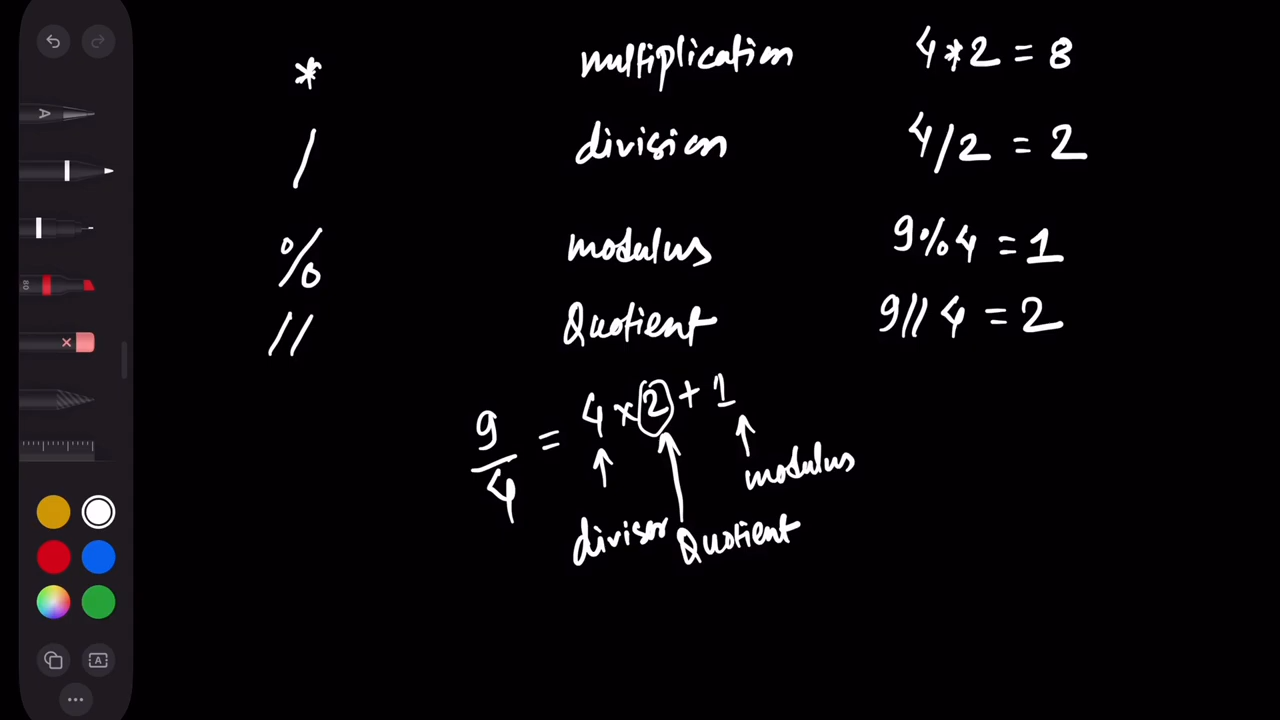 * multiplication 4*2 = 8
/ division 4/2 = 2
% modulus 9%4 = 1
// Quotient 9//4 = 2
9/4 = 4 × 2 + 1
modulus
divisor Quotient